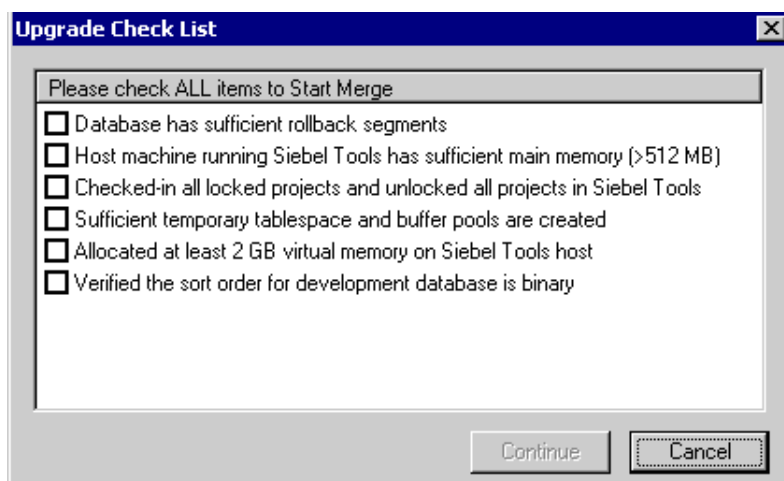 Upgrade Check List
Please check ALL items to Start Merge
Database has sufficient rollback segments
Host machine running Siebel Tools has sufficient main memory (>512 MB)
Checked-in all locked projects and unlocked all projects in Siebel Tools
Sufficient temporary tablespace and buffer pools are created
Allocated at least 2 GB virtual memory on Siebel Tools host
Verified the sort order for development database is binary
Continue
Cancel